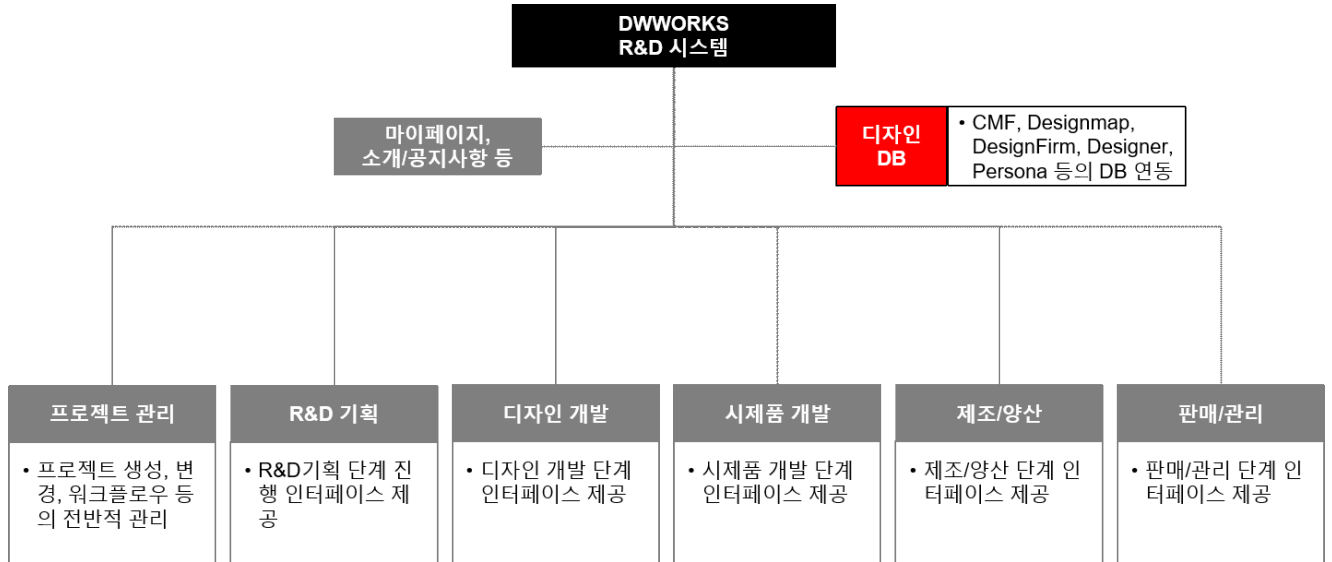 DWWORKS
R&D 시스템
마이페이지,
소개/공지사항 등
디자인
DB
• CMF, Designmap,
DesignFirm, Designer,
Persona 등의 DB 연동
프로젝트 관리
• 프로젝트 생성, 변
경, 워크플로우 등
의 전반적 관리
R&D 기획
• R&D기획 단계 진
행 인터페이스 제
공
디자인 개발
• 디자인 개발 단계
인터페이스 제공
시제품 개발
• 시제품 개발 단계
인터페이스 제공
제조/양산
• 제조/양산 단계 인
터페이스 제공
판매/관리
• 판매/관리 단계 인
터페이스 제공